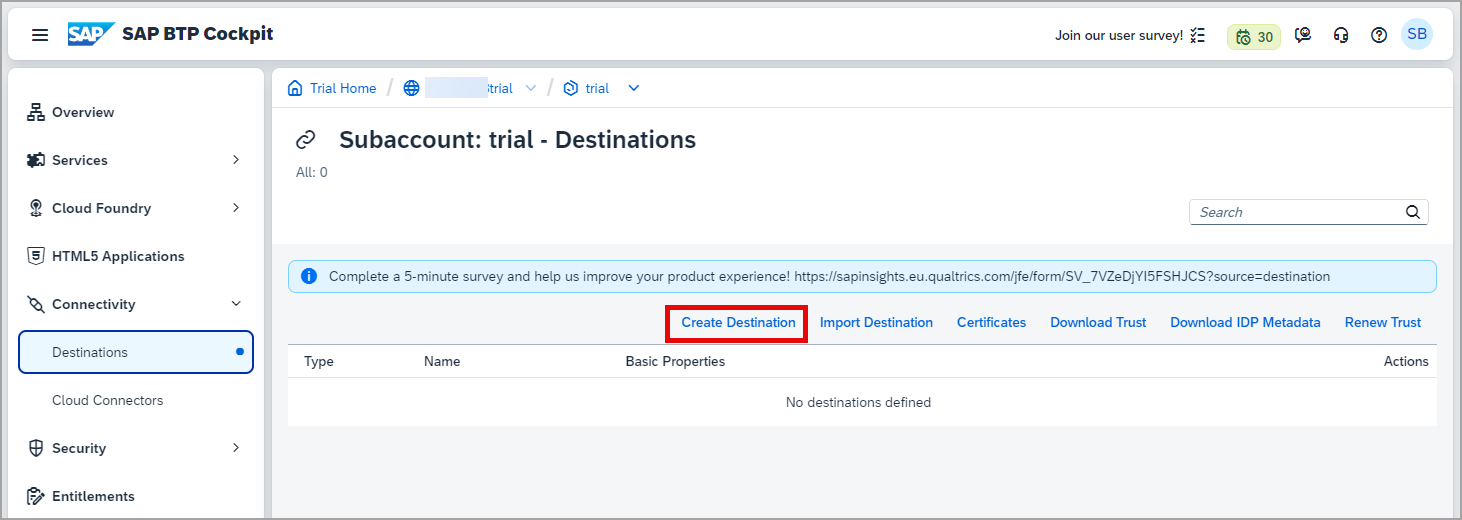 SAP SAP BTP Cockpit
Join our user survey! 30 SB
Overview
Services
Cloud Foundry
HTML5 Applications
Connectivity
Destinations
Cloud Connectors
Security
Entitlements
Trial Home / trial / trial
Subaccount: trial - Destinations
All: 0
Search
Complete a 5-minute survey and help us improve your product experience! https://sapinsights.eu.qualtrics.com/jfe/form/SV_7VZeDjYI5FSHJCS?source=destination
Create Destination Import Destination Certificates Download Trust Download IDP Metadata Renew Trust
Type Name Basic Properties Actions
No destinations defined